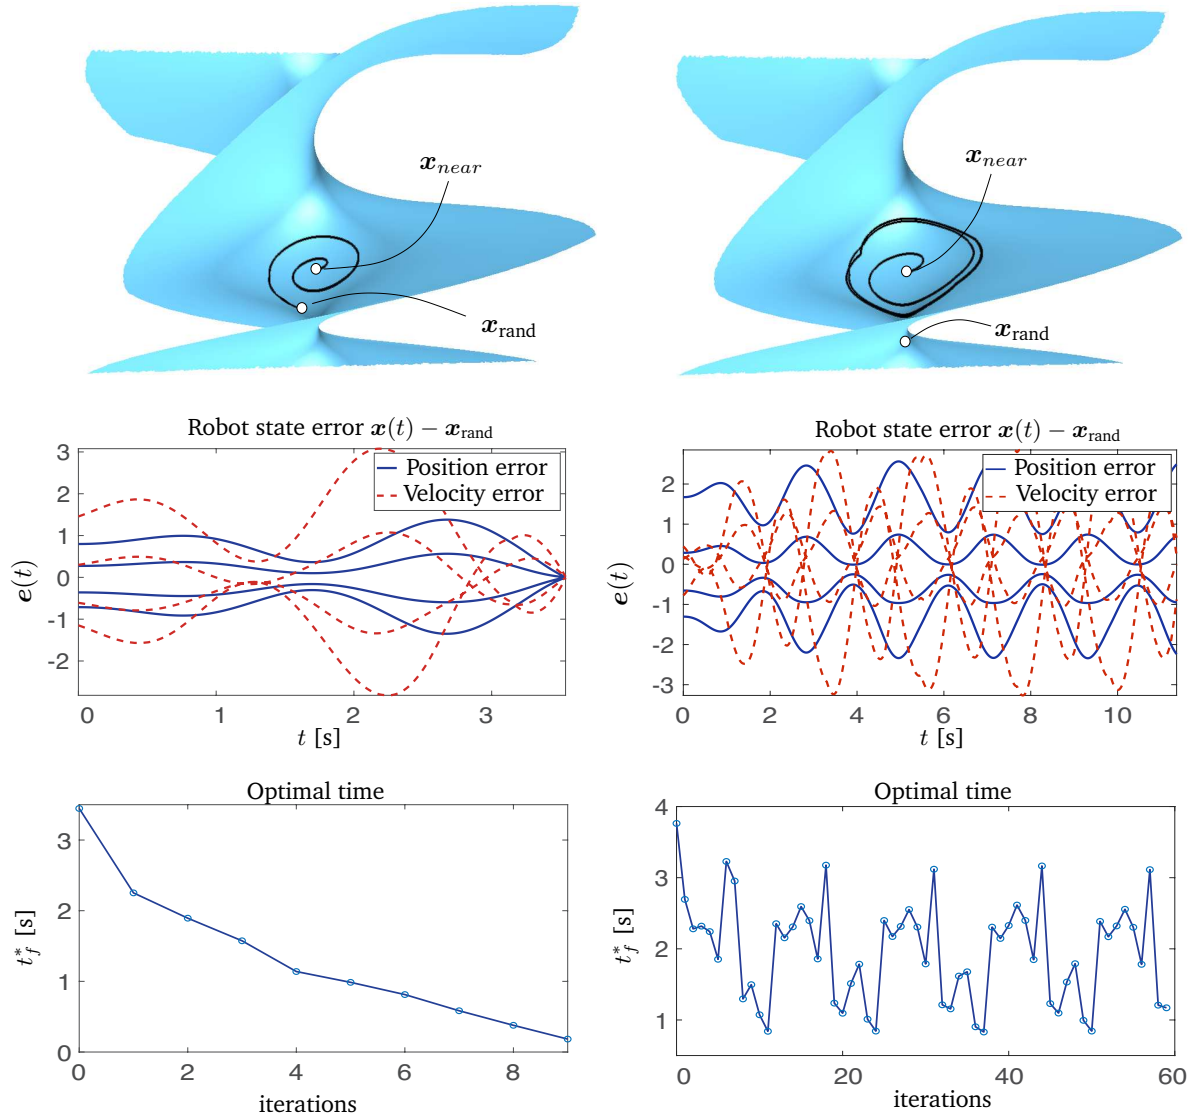 x_near
x_rand
x_near
x_rand
Robot state error x(t) − x_rand
Position error
Velocity error
3
2
1
0
-1
-2
e(t)
0 1 2 3
t [s]
Robot state error x(t) − x_rand
Position error
Velocity error
2
1
0
-1
-2
-3
e(t)
0 2 4 6 8 10
t [s]
Optimal time
3
2
1
0
t*_f [s]
0 2 4 6 8
iterations
Optimal time
4
3
2
1
t*_f [s]
0 20 40 60
iterations